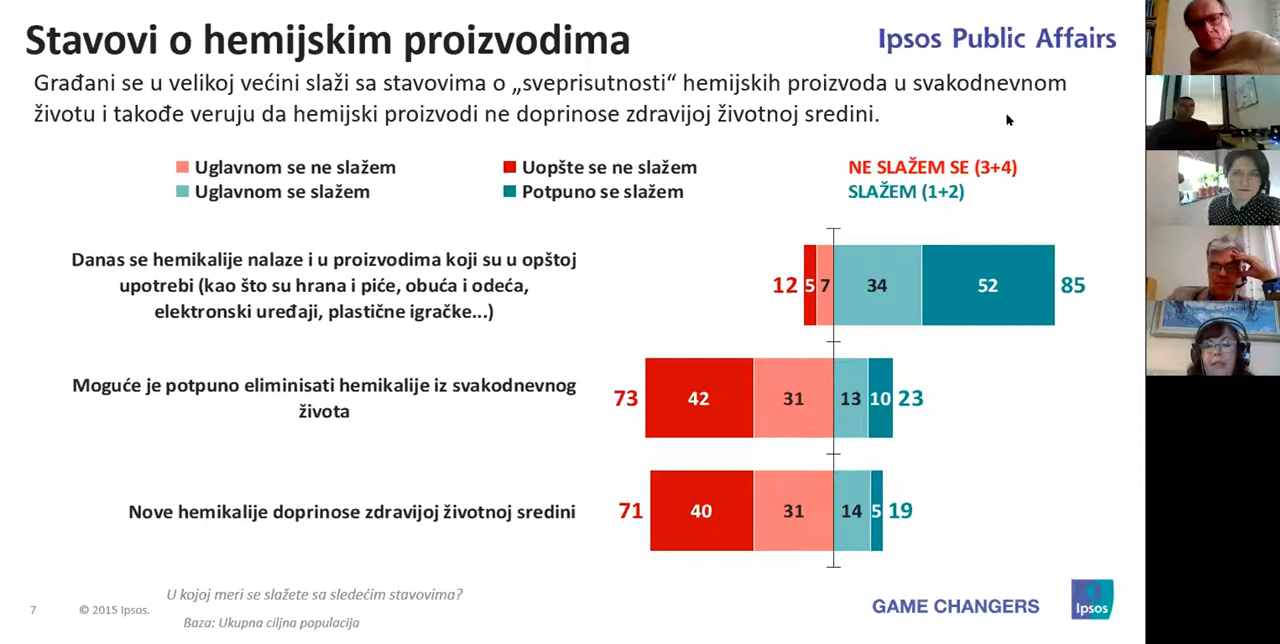 Stavovi o hemijskim proizvodima
Ipsos Public Affairs
Građani se u velikoj većini slaži sa stavovima o „sveprisutnosti“ hemijskih proizvoda u svakodnevnom
životu i takođe veruju da hemijski proizvodi ne doprinose zdravijoj životnoj sredini.
Uglavnom se ne slažem
Uopšte se ne slažem
NE SLAŽEM SE (3+4)
Uglavnom se slažem
Potpuno se slažem
SLAŽEM (1+2)
Danas se hemikalije nalaze i u proizvodima koji su u opštoj
upotrebi (kao što su hrana i piće, obuća i odeća,
elektronski uređaji, plastične igračke...)
12 5 7 34 52 85
Moguće je potpuno eliminisati hemikalije iz svakodnevnog
života
73 42 31 13 10 23
Nove hemikalije doprinose zdravijoj životnoj sredini
71 40 31 14 5 19
U kojoj meri se slažete sa sledećim stavovima?
7 © 2015 Ipsos.
Baza: Ukupna ciljna populacija
GAME CHANGERS
Ipsos